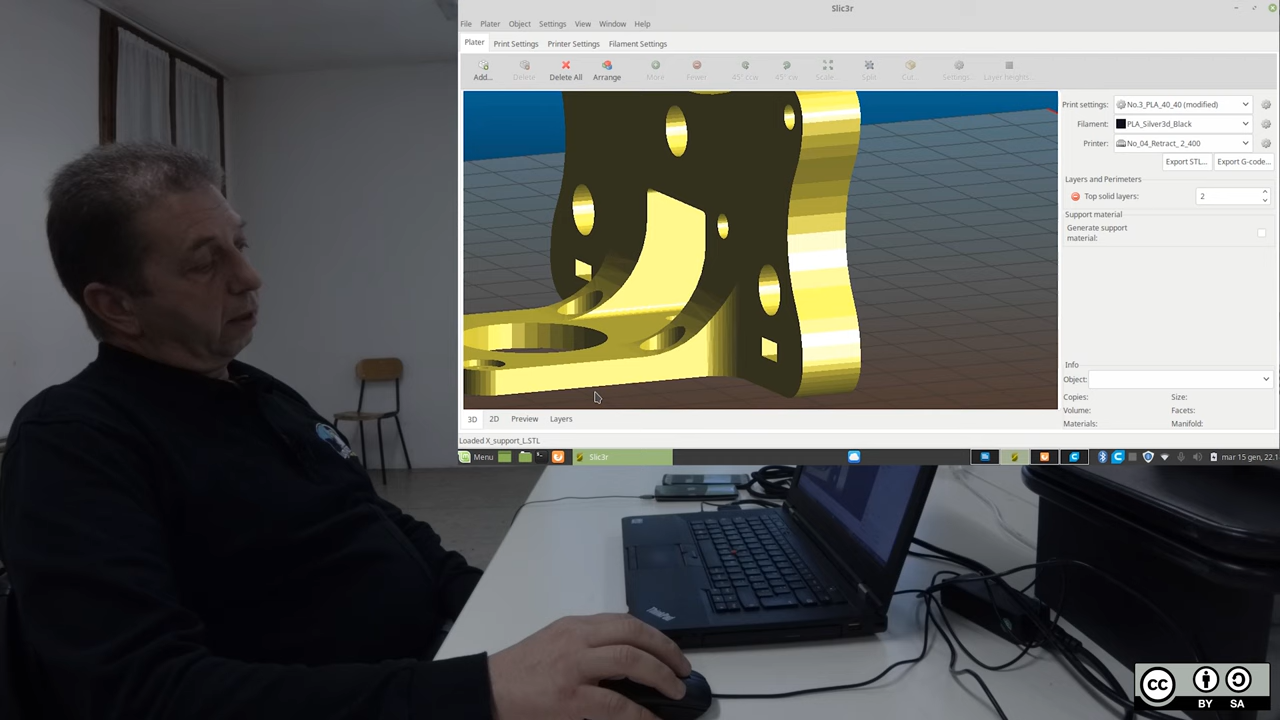 Slic3r
File Plater Object Settings View Window Help
Plater Print Settings Printer Settings Filament Settings
Add... Delete Delete All Arrange More Fewer 45° ccw 45° cw Scale... Split Cut... Settings... Layer heights...
Print settings: No.3_PLA_40_40 (modified)
Filament: PLA_Silver3d_Black
Printer: No_04_Retract_ 2_400
Export STL... Export G-code...
Layers and Perimeters
Top solid layers: 2
Support material
Generate support
material:
Info
Object:
Copies: Size:
Volume: Facets:
Materials: Manifold:
3D 2D Preview Layers
Loaded X_support_L.STL
Menu Slic3r mar 15 gen, 22.1
ThinkPad
cc
BY SA